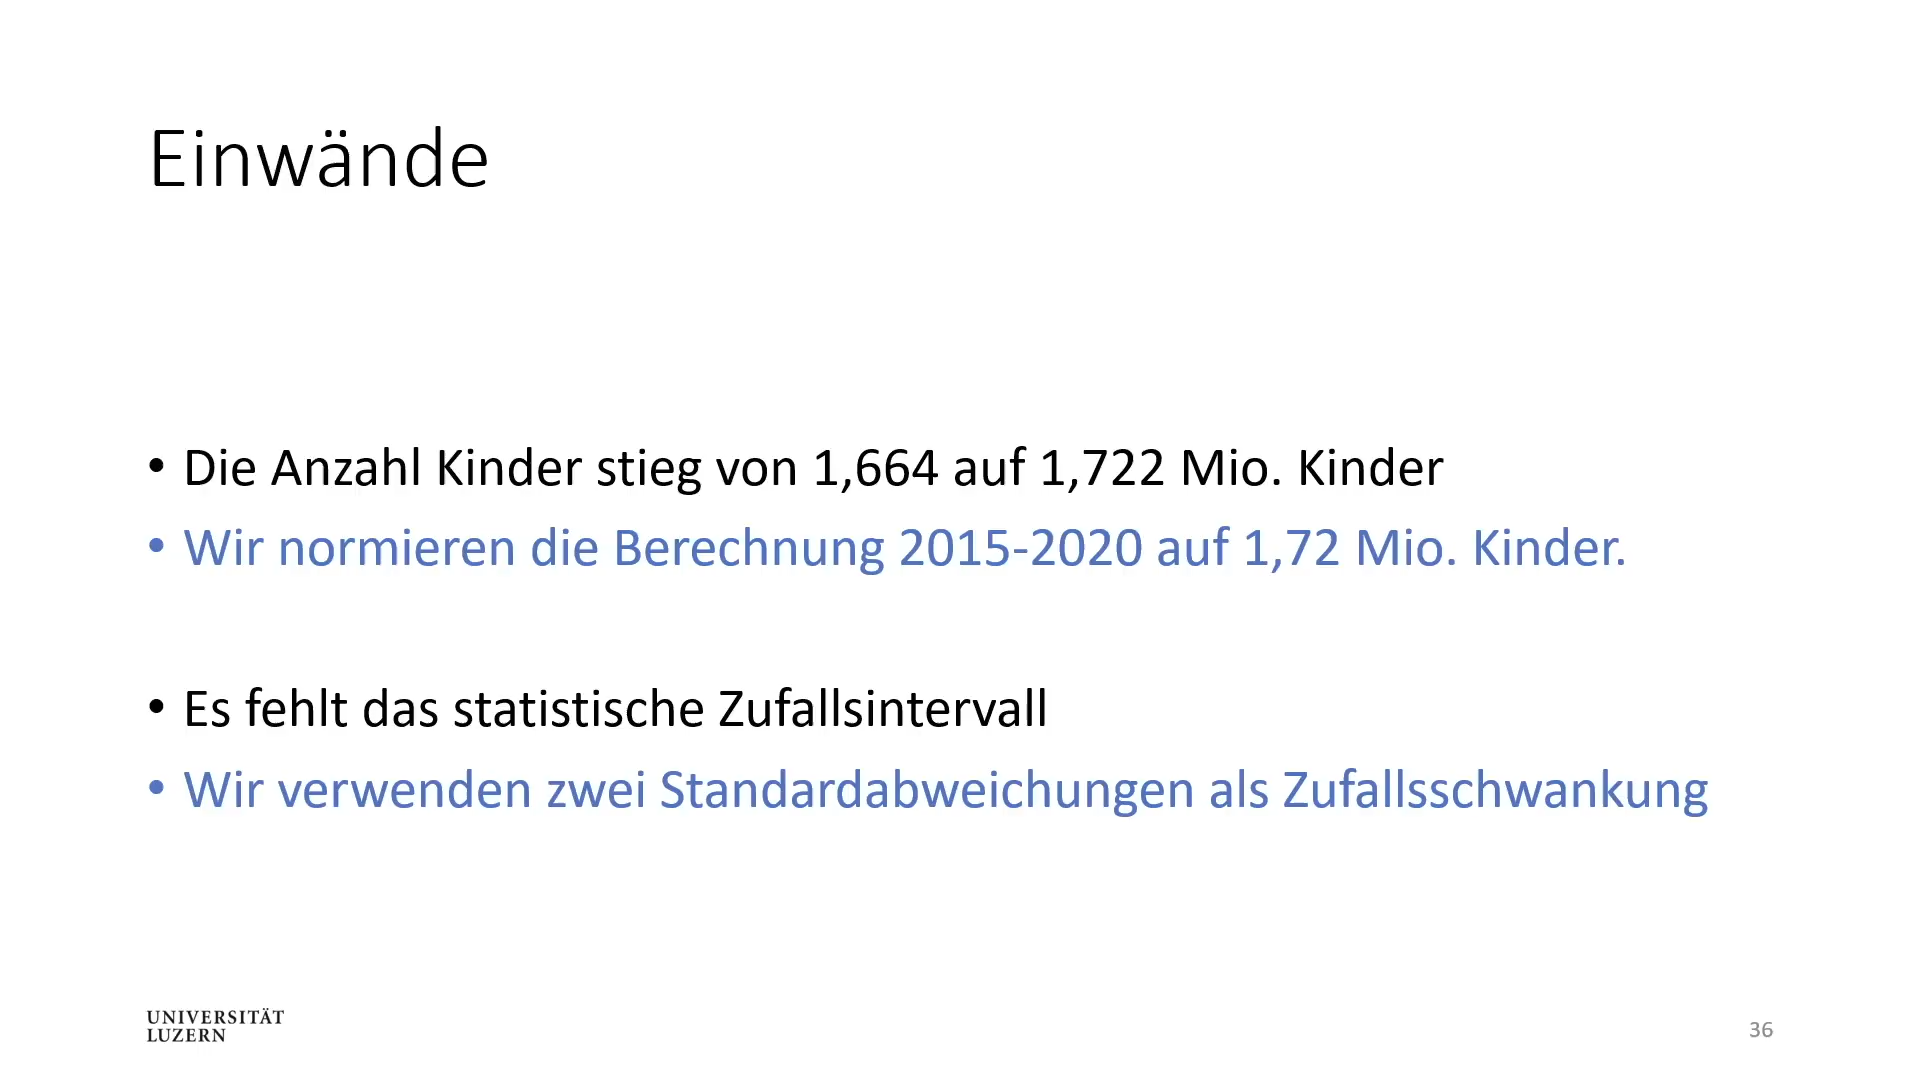 Einwände
• Die Anzahl Kinder stieg von 1,664 auf 1,722 Mio. Kinder
• Wir normieren die Berechnung 2015-2020 auf 1,72 Mio. Kinder.
• Es fehlt das statistische Zufallsintervall
• Wir verwenden zwei Standardabweichungen als Zufallsschwankung
UNIVERSITÄT
LUZERN
36